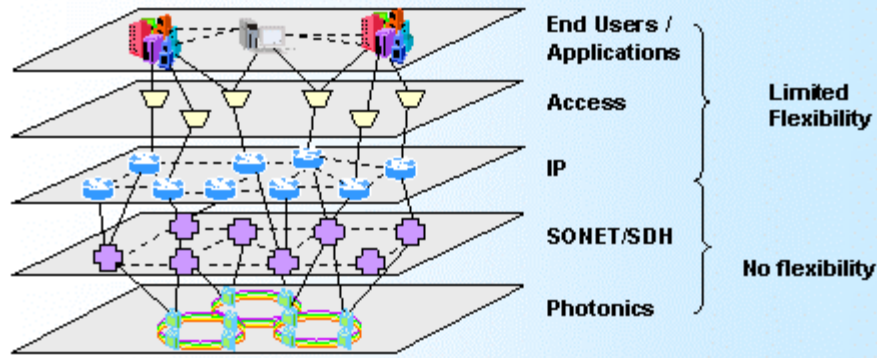 End Users /
Applications
Access
Limited
Flexibility
IP
SONET/SDH
No flexibility
Photonics